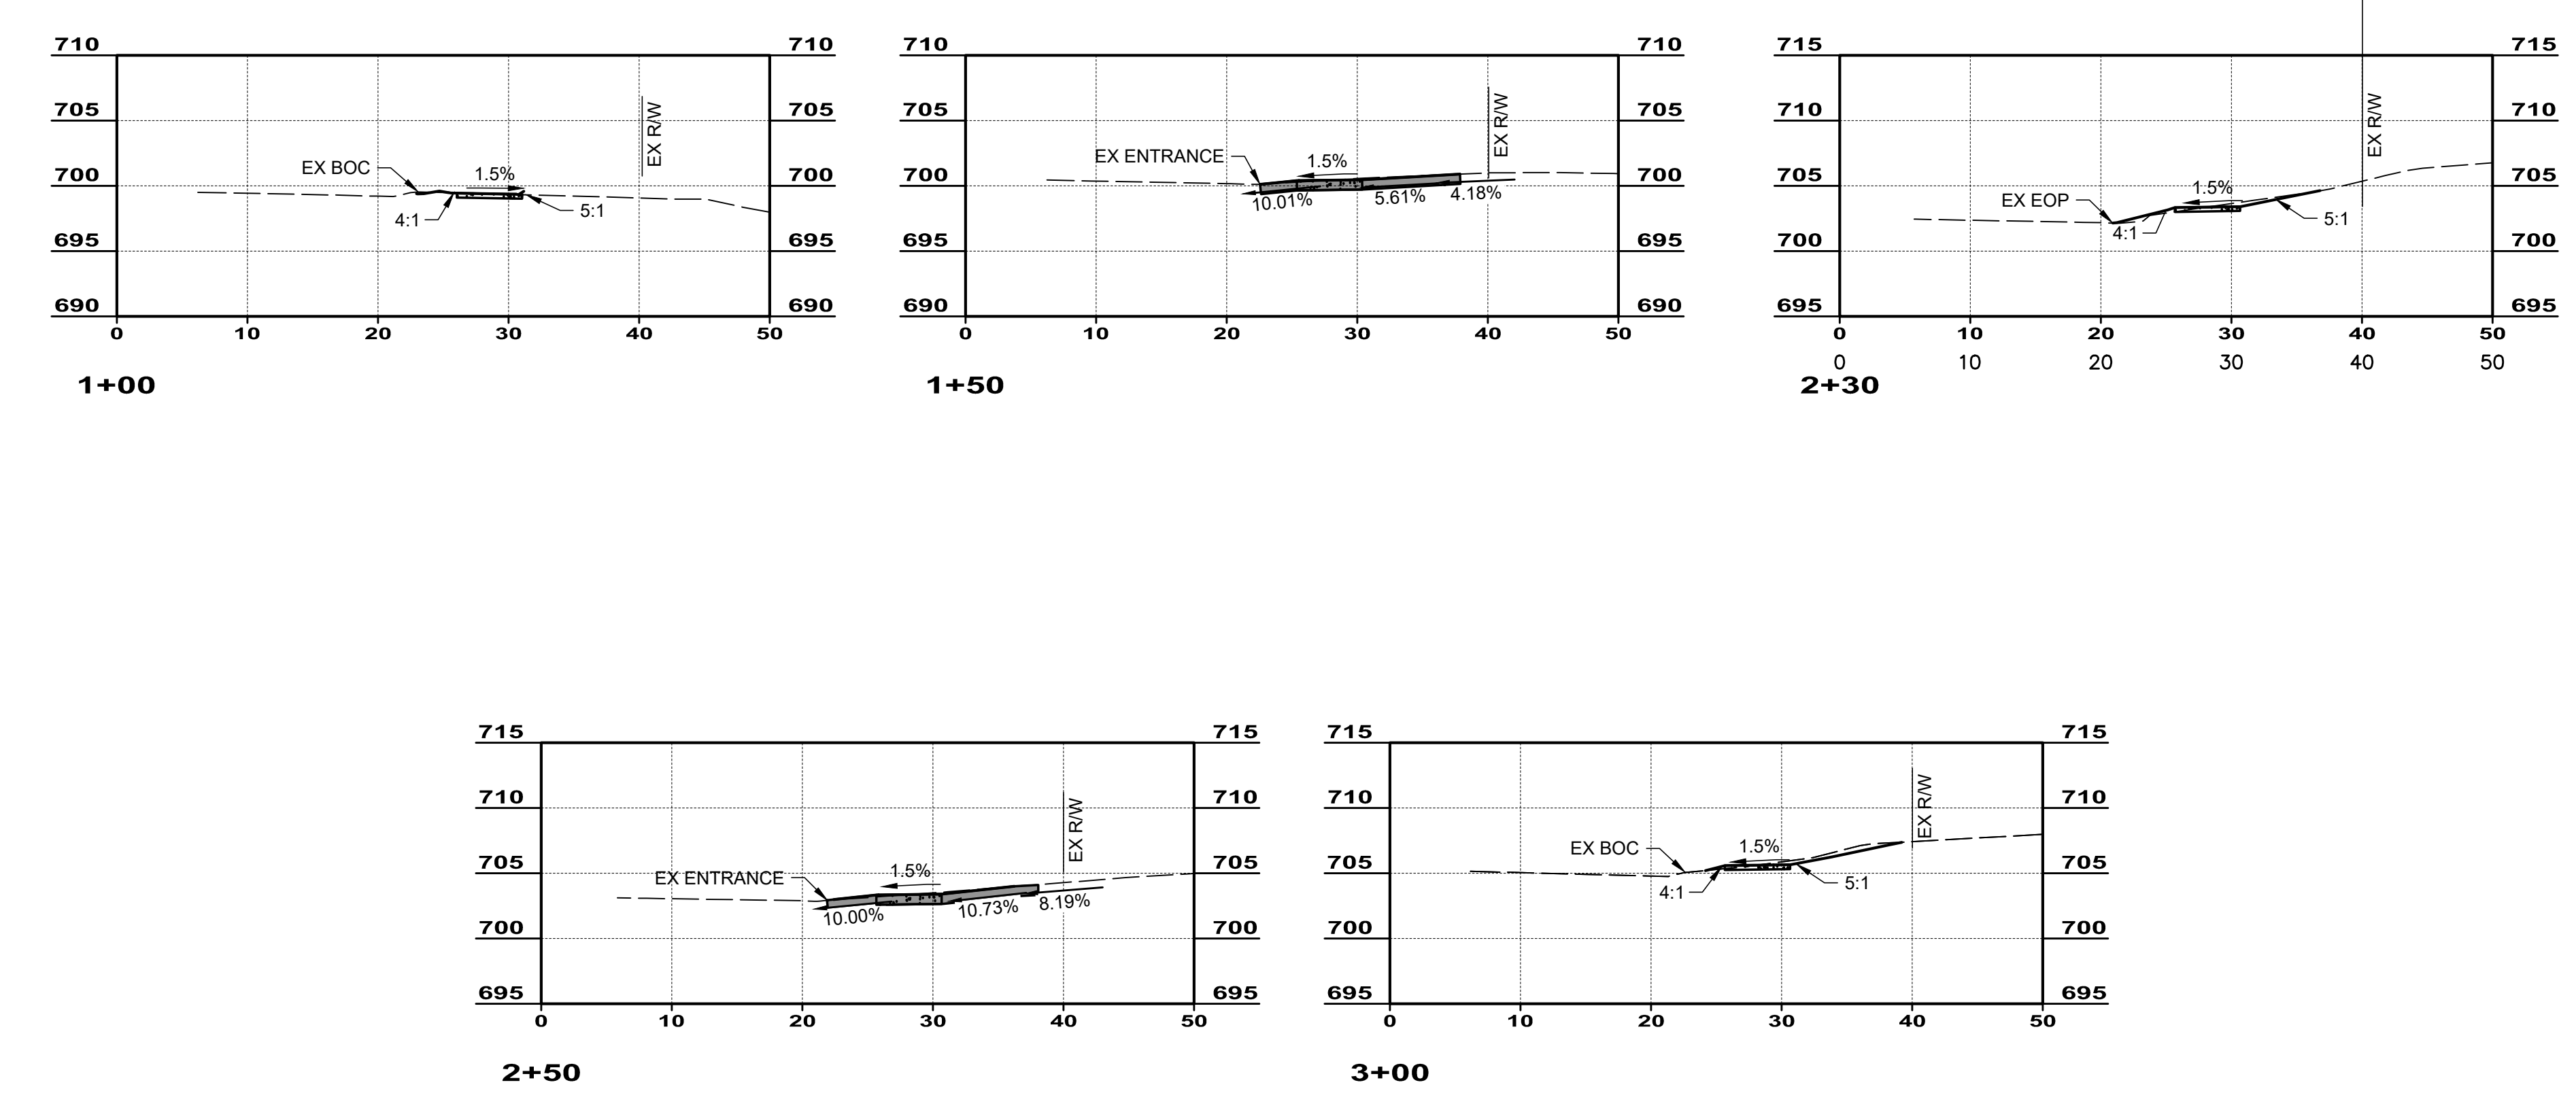 710 710 710 710 715 715
705 705 705 705 710 710
EX R/W EX R/W EX R/W
EX BOC 1.5% EX ENTRANCE 1.5% 1.5%
700 700 700 700 705 705
4:1 5:1 10.01% 5.61% 4.18% EX EOP 4:1 5:1
695 695 695 695 700 700
690 690 690 690 695 695
0 10 20 30 40 50 0 10 20 30 40 50 0 10 20 30 40 50
0 10 20 30 40 50
1+00 1+50 2+30
715 715 715 715
710 710 710 710
EX R/W EX R/W
EX BOC 1.5%
705 705 705 705
EX ENTRANCE 1.5% 4:1 5:1
10.00% 10.73% 8.19%
700 700 700 700
695 695 695 695
0 10 20 30 40 50 0 10 20 30 40 50
2+50 3+00